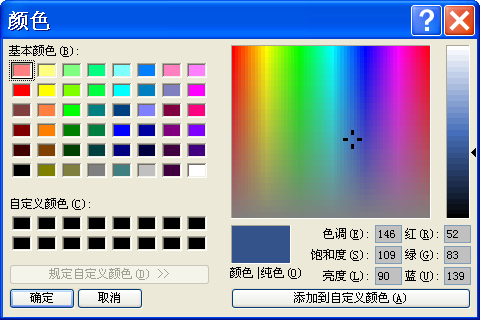 颜色
基本颜色(B):
自定义颜色(C):
规定自定义颜色(D) >>
确定
取消
颜色|纯色(O)
色调(E): 146
饱和度(S): 109
亮度(L): 90
红(R): 52
绿(G): 83
蓝(U): 139
添加到自定义颜色(A)